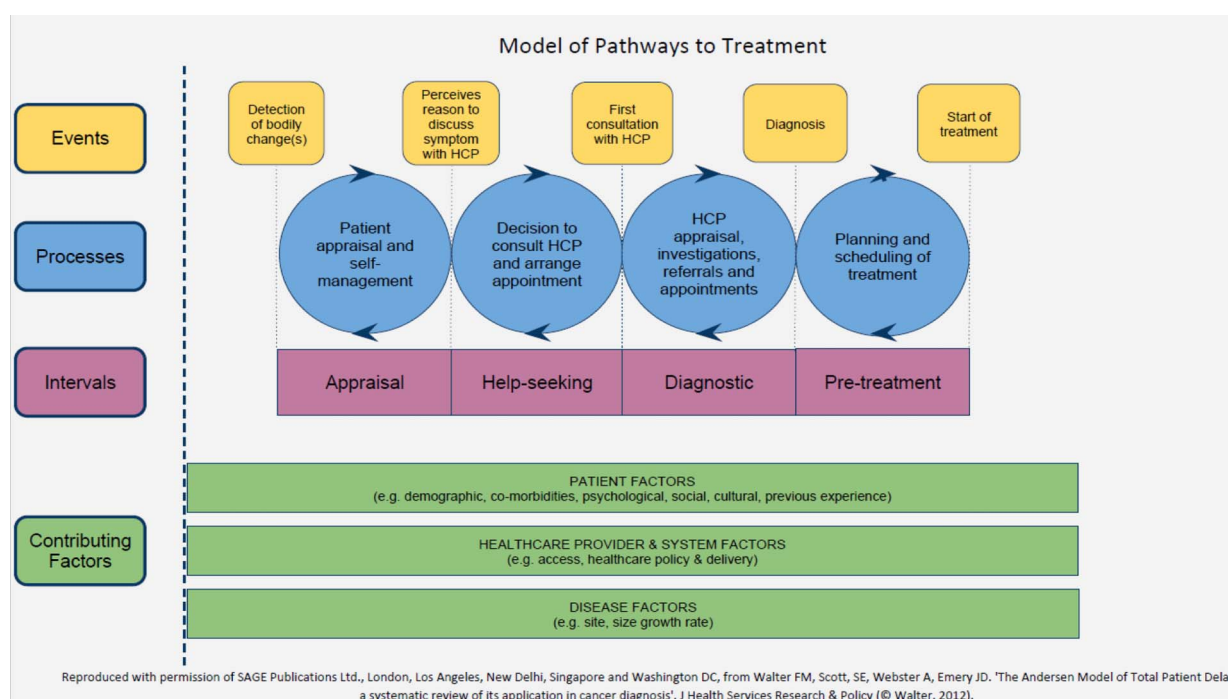 Model of Pathways to Treatment
Events
Detection
of bodily
change(s)
Perceives
reason to
discuss
symptom
with HCP
First
consultation
with HCP
Diagnosis
Start of
treatment
Processes
Patient
appraisal and
self-
management
Decision to
consult HCP
and arrange
appointment
HCP
appraisal,
investigations,
referrals and
appointments
Planning and
scheduling of
treatment
Intervals
Appraisal
Help-seeking
Diagnostic
Pre-treatment
Contributing
Factors
PATIENT FACTORS
(e.g. demographic, co-morbidities, psychological, social, cultural, previous experience)
HEALTHCARE PROVIDER & SYSTEM FACTORS
(e.g. access, healthcare policy & delivery)
DISEASE FACTORS
(e.g. site, size growth rate)
Reproduced with permission of SAGE Publications Ltd., London, Los Angeles, New Delhi, Singapore and Washington DC, from Walter FM, Scott, SE, Webster A, Emery JD. 'The Andersen Model of Total Patient Del
a systematic review of its application in cancer diagnosis'. J Health Services Research & Policy (© Walter, 2012).